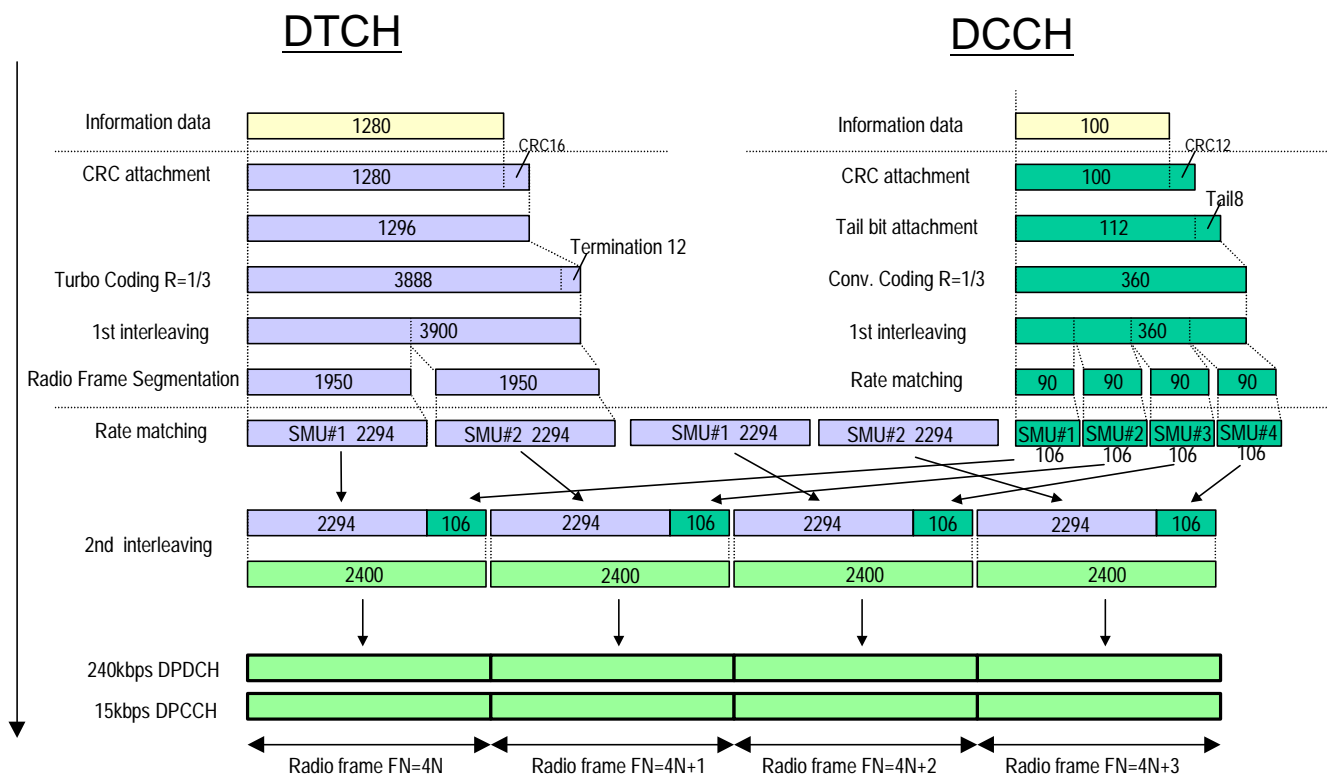 DTCH DCCH
Information data 1280 Information data 100
CRC16 CRC12
CRC attachment 1280 CRC attachment 100
Tail8
1296 Tail bit attachment 112
Termination 12
Turbo Coding R=1/3 3888 Conv. Coding R=1/3 360
1st interleaving 3900 1st interleaving 360
Radio Frame Segmentation 1950 1950 Rate matching 90 90 90 90
Rate matching SMU#1 2294 SMU#2 2294 SMU#1 2294 SMU#2 2294 SMU#1 SMU#2 SMU#3 SMU#4
106 106 106 106
2294 106 2294 106 2294 106 2294 106
2nd interleaving
2400 2400 2400 2400
240kbps DPDCH
15kbps DPCCH
Radio frame FN=4N Radio frame FN=4N+1 Radio frame FN=4N+2 Radio frame FN=4N+3